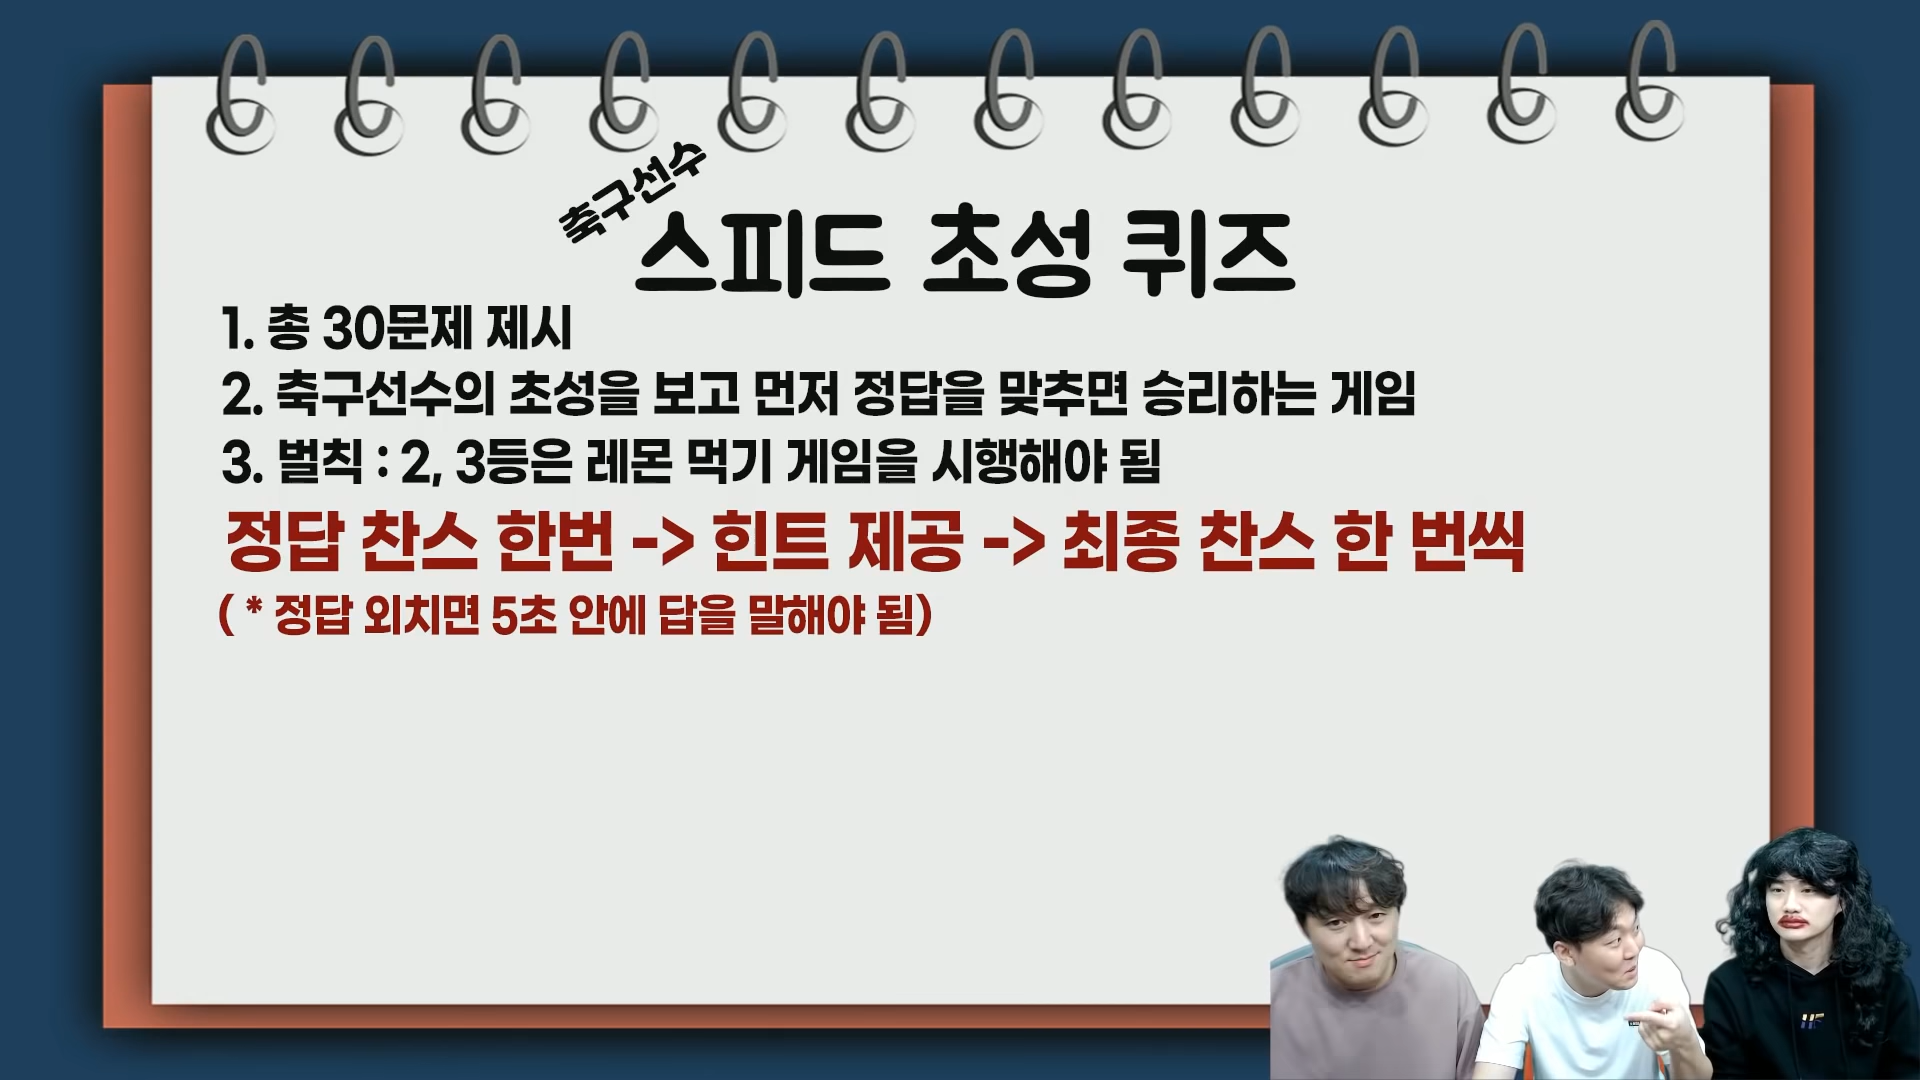 축구선수
스피드 초성 퀴즈
1. 총 30문제 제시
2. 축구선수의 초성을 보고 먼저 정답을 맞추면 승리하는 게임
3. 벌칙 : 2, 3등은 레몬 먹기 게임을 시행해야 됨
정답 찬스 한번 -> 힌트 제공 -> 최종 찬스 한 번씩
( * 정답 외치면 5초 안에 답을 말해야 됨)